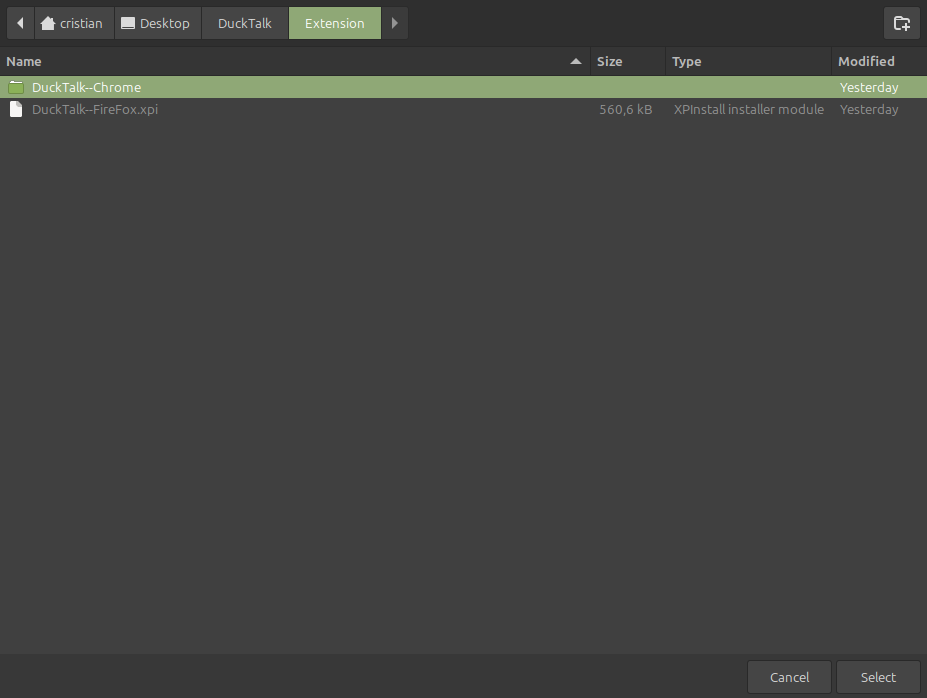 cristian Desktop DuckTalk Extension
Name Size Type Modified
DuckTalk--Chrome Yesterday
DuckTalk--FireFox.xpi 560,6 kB XPInstall installer module Yesterday
Cancel Select